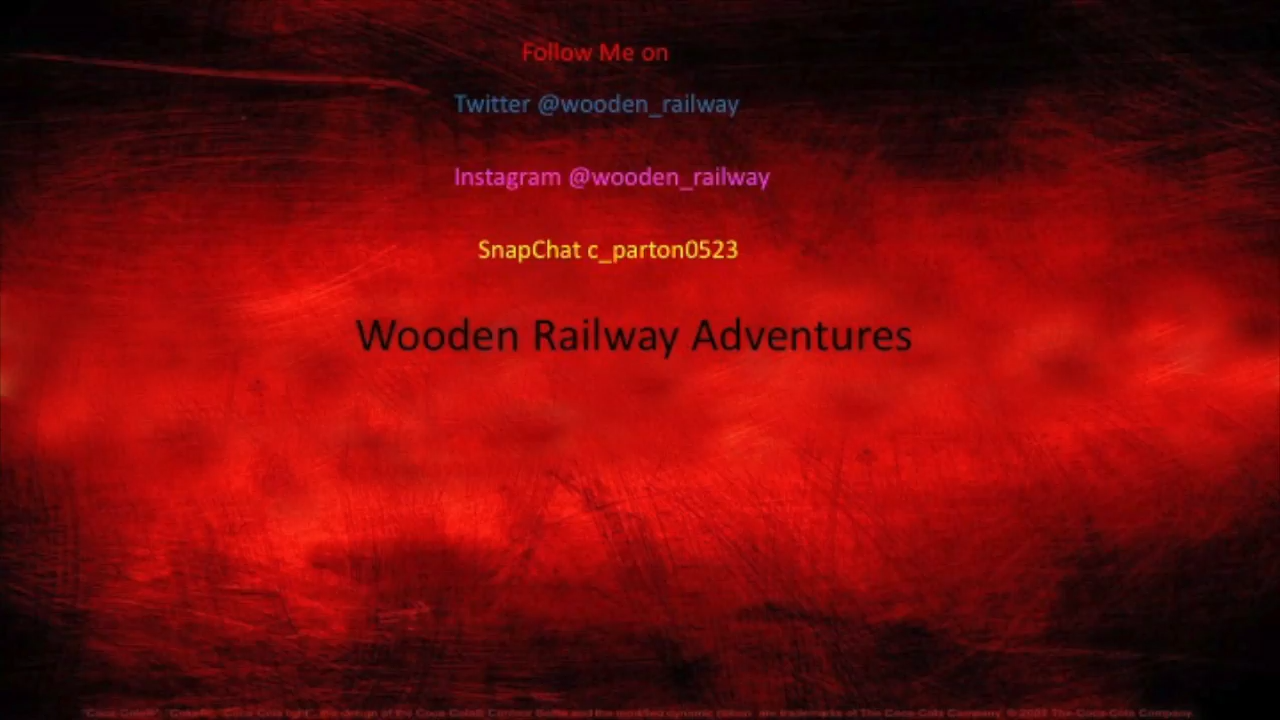 Follow Me on
Twitter @wooden_railway
Instagram @wooden_railway
SnapChat c_parton0523
Wooden Railway Adventures